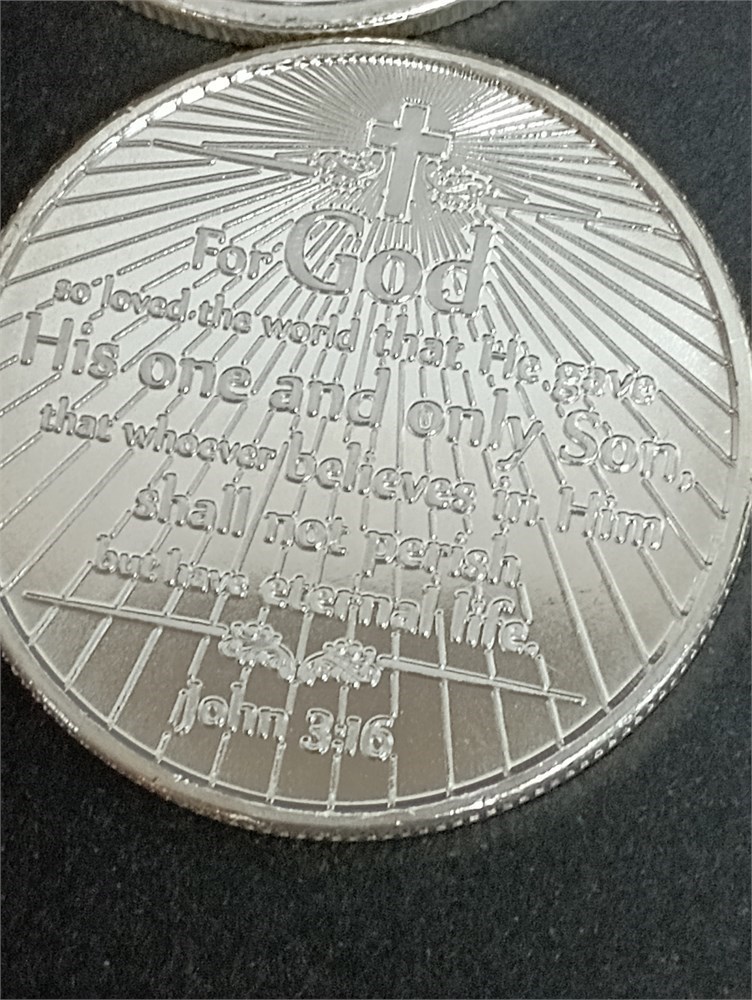 For God
so loved the world that He gave
His one and only Son,
that whoever believes in Him
shall not perish
but have eternal life.
John 3:16